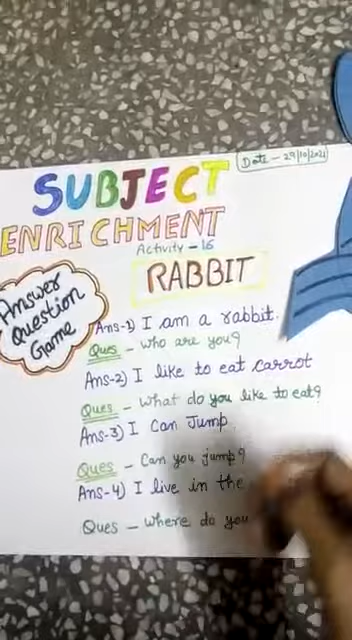 Date - 29/10/2021
SUBJECT
ENRICHMENT
Activity - 16
RABBIT
Answer
Question
Game
Ans-1) I am a rabbit.
Ques - who are you?
Ans-2) I like to eat carrot
Ques - what do you like to eat?
Ans-3) I can Jump.
Ques - Can you jump?
Ans-4) I live in the
Ques - where do you